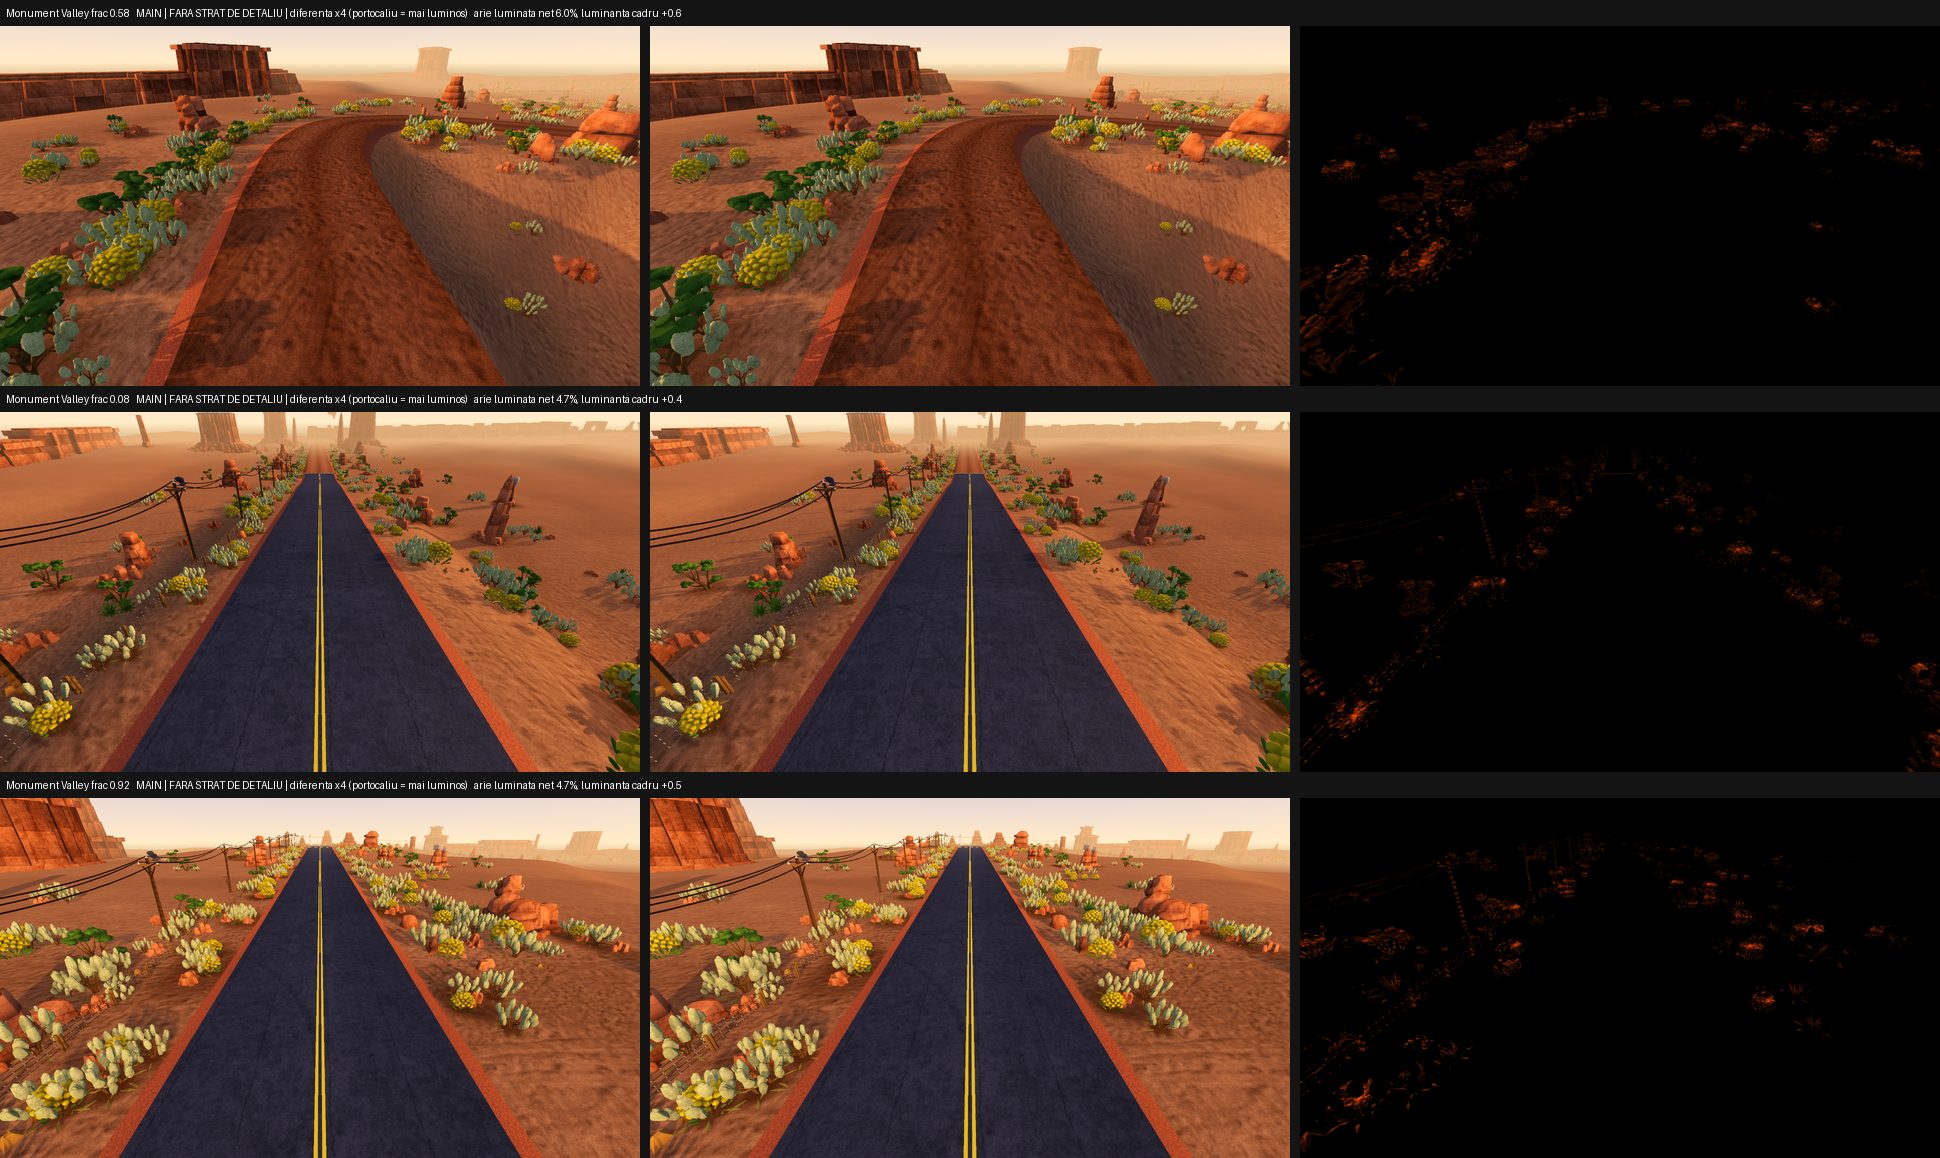 Monument Valley frac 0.58 MAIN | FARA STRAT DE DETALIU | diferenta x4 (portocaliu = mai luminos) arie luminata net 6.0%, luminanta cadru +0.6
Monument Valley frac 0.08 MAIN | FARA STRAT DE DETALIU | diferenta x4 (portocaliu = mai luminos) arie luminata net 4.7%, luminanta cadru +0.4
Monument Valley frac 0.92 MAIN | FARA STRAT DE DETALIU | diferenta x4 (portocaliu = mai luminos) arie luminata net 4.7%, luminanta cadru +0.5